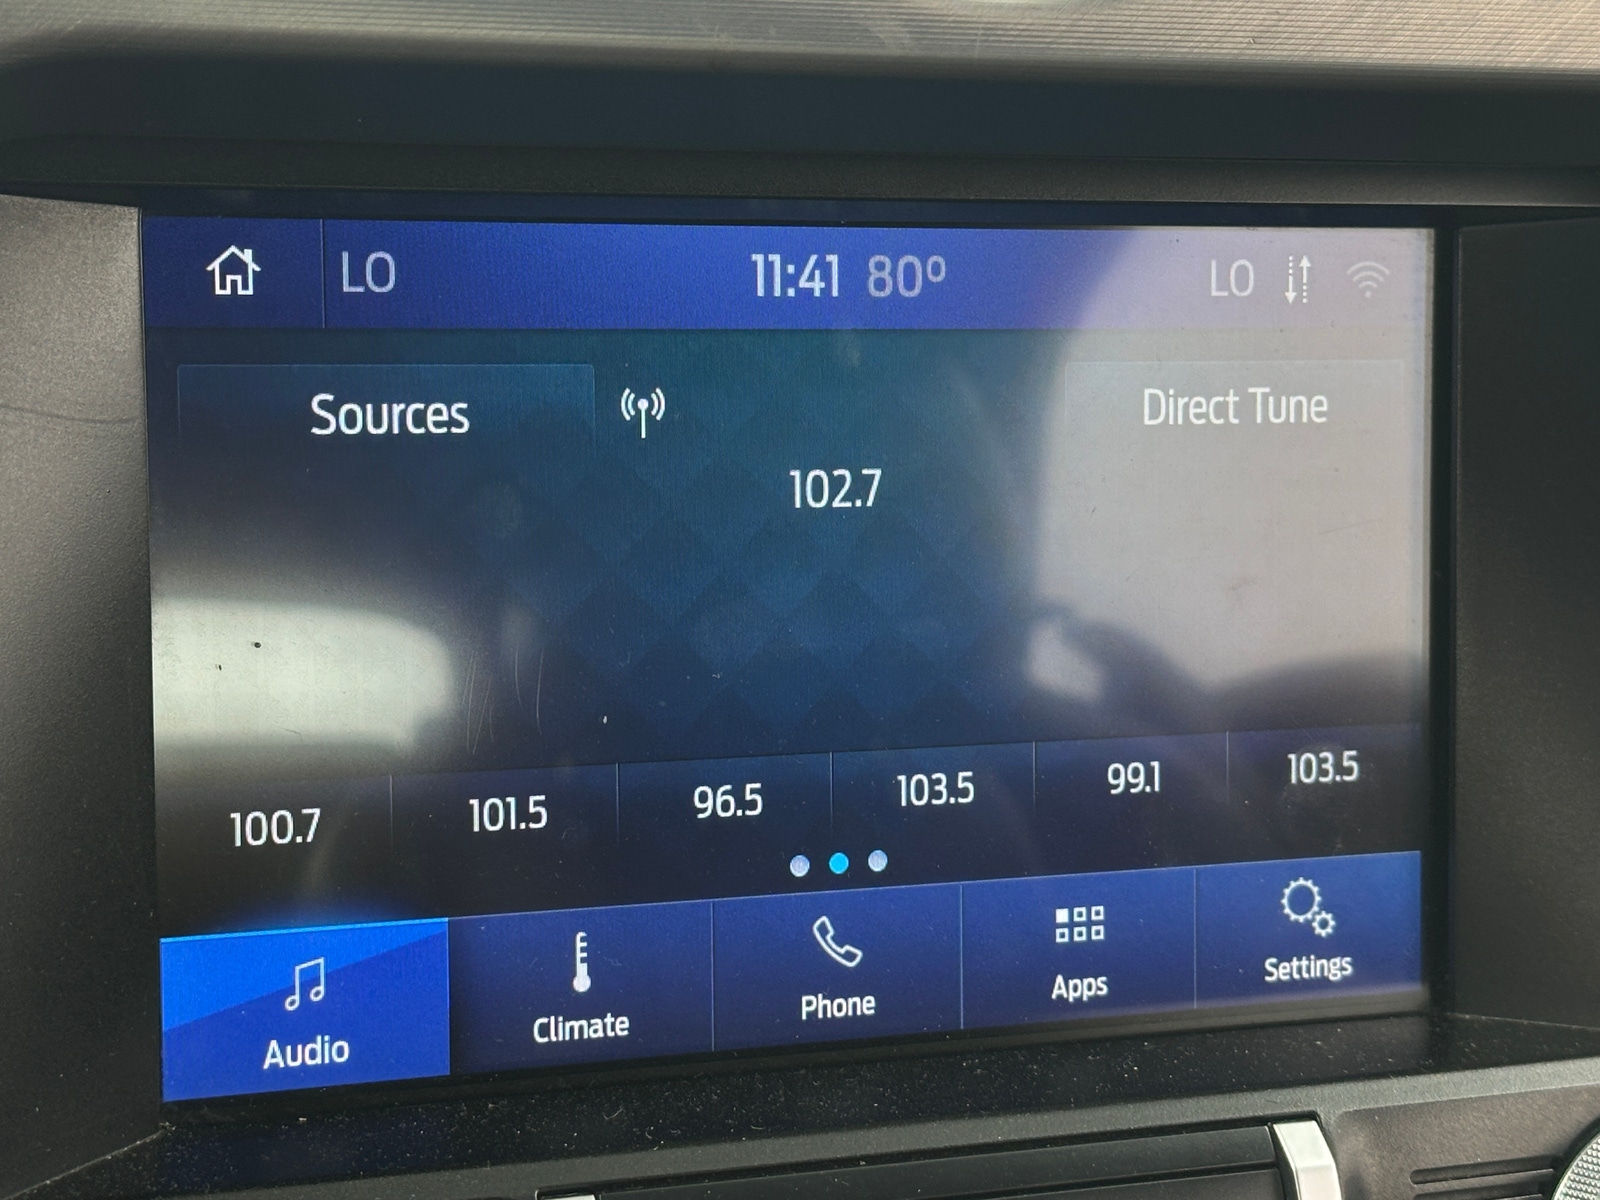 LO 11:41 80° LO
Sources Direct Tune
102.7
100.7 101.5 96.5 103.5 99.1 103.5
Audio Climate Phone Apps Settings